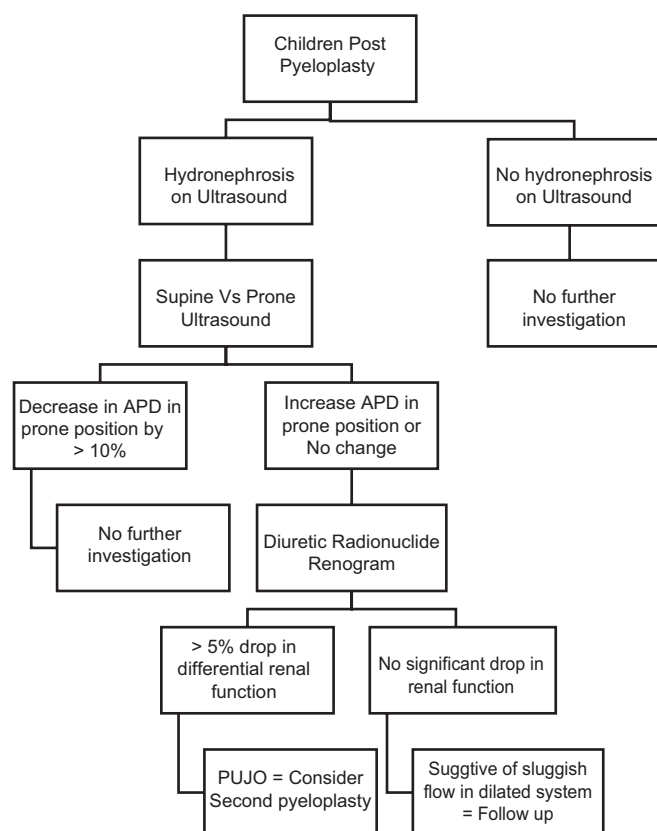 Children Post
Pyeloplasty
Hydronephrosis
on Ultrasound
No hydronephrosis
on Ultrasound
Supine Vs Prone
Ultrasound
No further
investigation
Decrease in APD in
prone position by
> 10%
Increase APD in
prone position or
No change
No further
investigation
Diuretic Radionuclide
Renogram
> 5% drop in
differential renal
function
No significant drop in
renal function
PUJO = Consider
Second pyeloplasty
Suggtive of sluggish
flow in dilated system
= Follow up